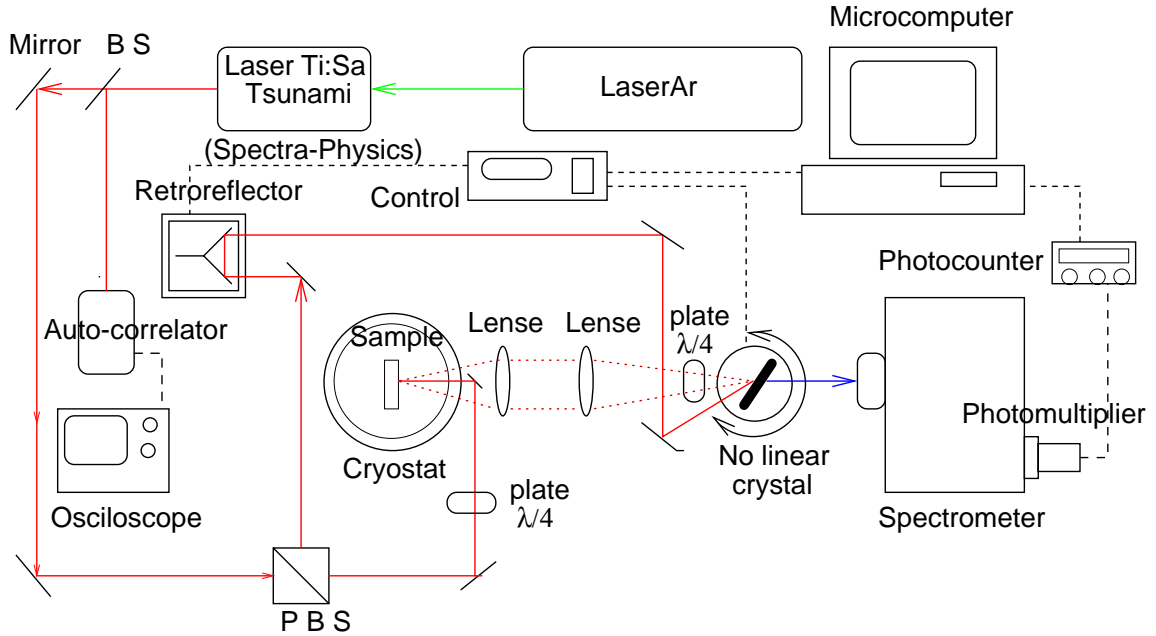 Microcomputer
Mirror
B S
Laser Ti:Sa
Tsunami
LaserAr
(Spectra-Physics)
Retroreflector
Control
Photocounter
Auto-correlator
Sample
Lense
Lense
plate
λ/4
Photomultiplier
Cryostat
No linear
crystal
plate
λ/4
Osciloscope
Spectrometer
P B S